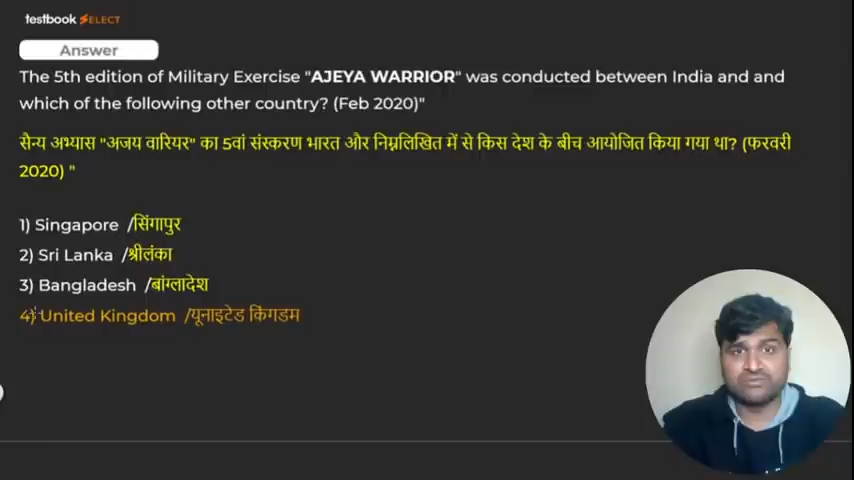 testbook SELECT
Answer
The 5th edition of Military Exercise "AJEYA WARRIOR" was conducted between India and and
which of the following other country? (Feb 2020)"
सैन्य अभ्यास "अजय वारियर" का 5वां संस्करण भारत और निम्नलिखित में से किस देश के बीच आयोजित किया गया था? (फरवरी
2020) "
1) Singapore /सिंगापुर
2) Sri Lanka /श्रीलंका
3) Bangladesh /बांग्लादेश
4) United Kingdom /यूनाइटेड किंगडम